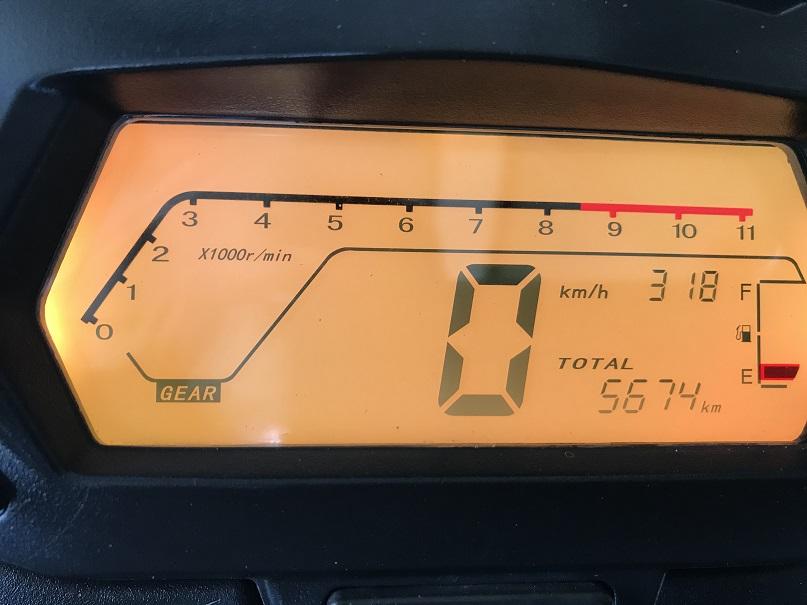 3 4 5 6 7 8 9 10 11
2 X1000r/min
1
0
0 km/h 318 F
TOTAL E
GEAR 5674 km